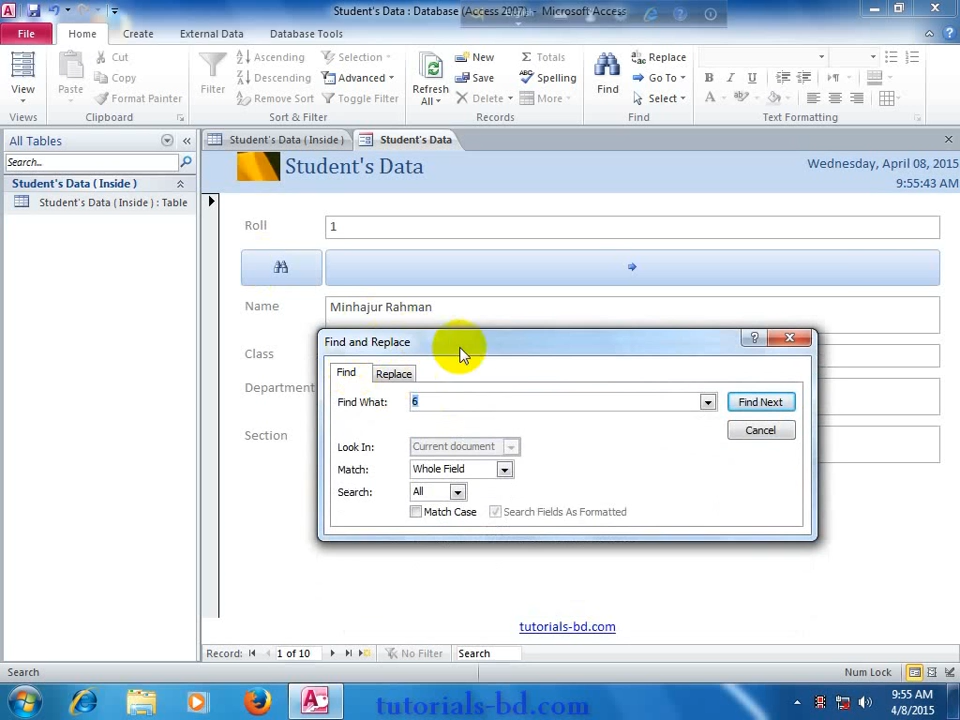 Student's Data : Database (Access 2007) - Microsoft Access
File
Home
Create
External Data
Database Tools
View
Views
Paste
Cut
Copy
Format Painter
Clipboard
Filter
Ascending
Descending
Remove Sort
Selection
Advanced
Toggle Filter
Sort & Filter
Refresh All
New
Save
Delete
Totals
Spelling
More
Records
Find
Replace
Go To
Select
Find
B I U
A
Text Formatting
All Tables
Search...
Student's Data ( Inside )
Student's Data ( Inside ) : Table
Student's Data ( Inside )
Student's Data
Student's Data
Wednesday, April 08, 2015
9:55:43 AM
Roll
1
Name
Minhajur Rahman
Class
Department
Section
Find and Replace
Find
Replace
Find What:
6
Find Next
Cancel
Look In:
Current document
Match:
Whole Field
Search:
All
Match Case
Search Fields As Formatted
tutorials-bd.com
Record:
1 of 10
No Filter
Search
Search
Num Lock
tutorials-bd.com
9:55 AM
4/8/2015